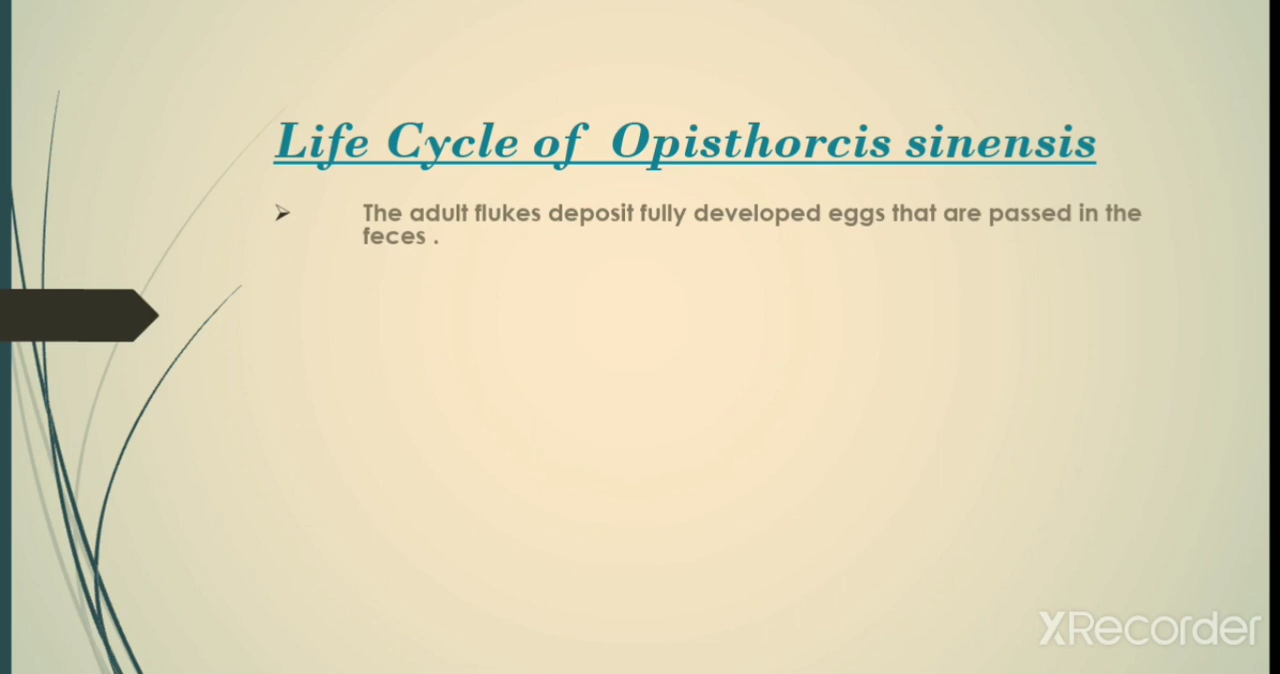 Life Cycle of Opisthorcis sinensis
The adult flukes deposit fully developed eggs that are passed in the
feces .
XRecorder